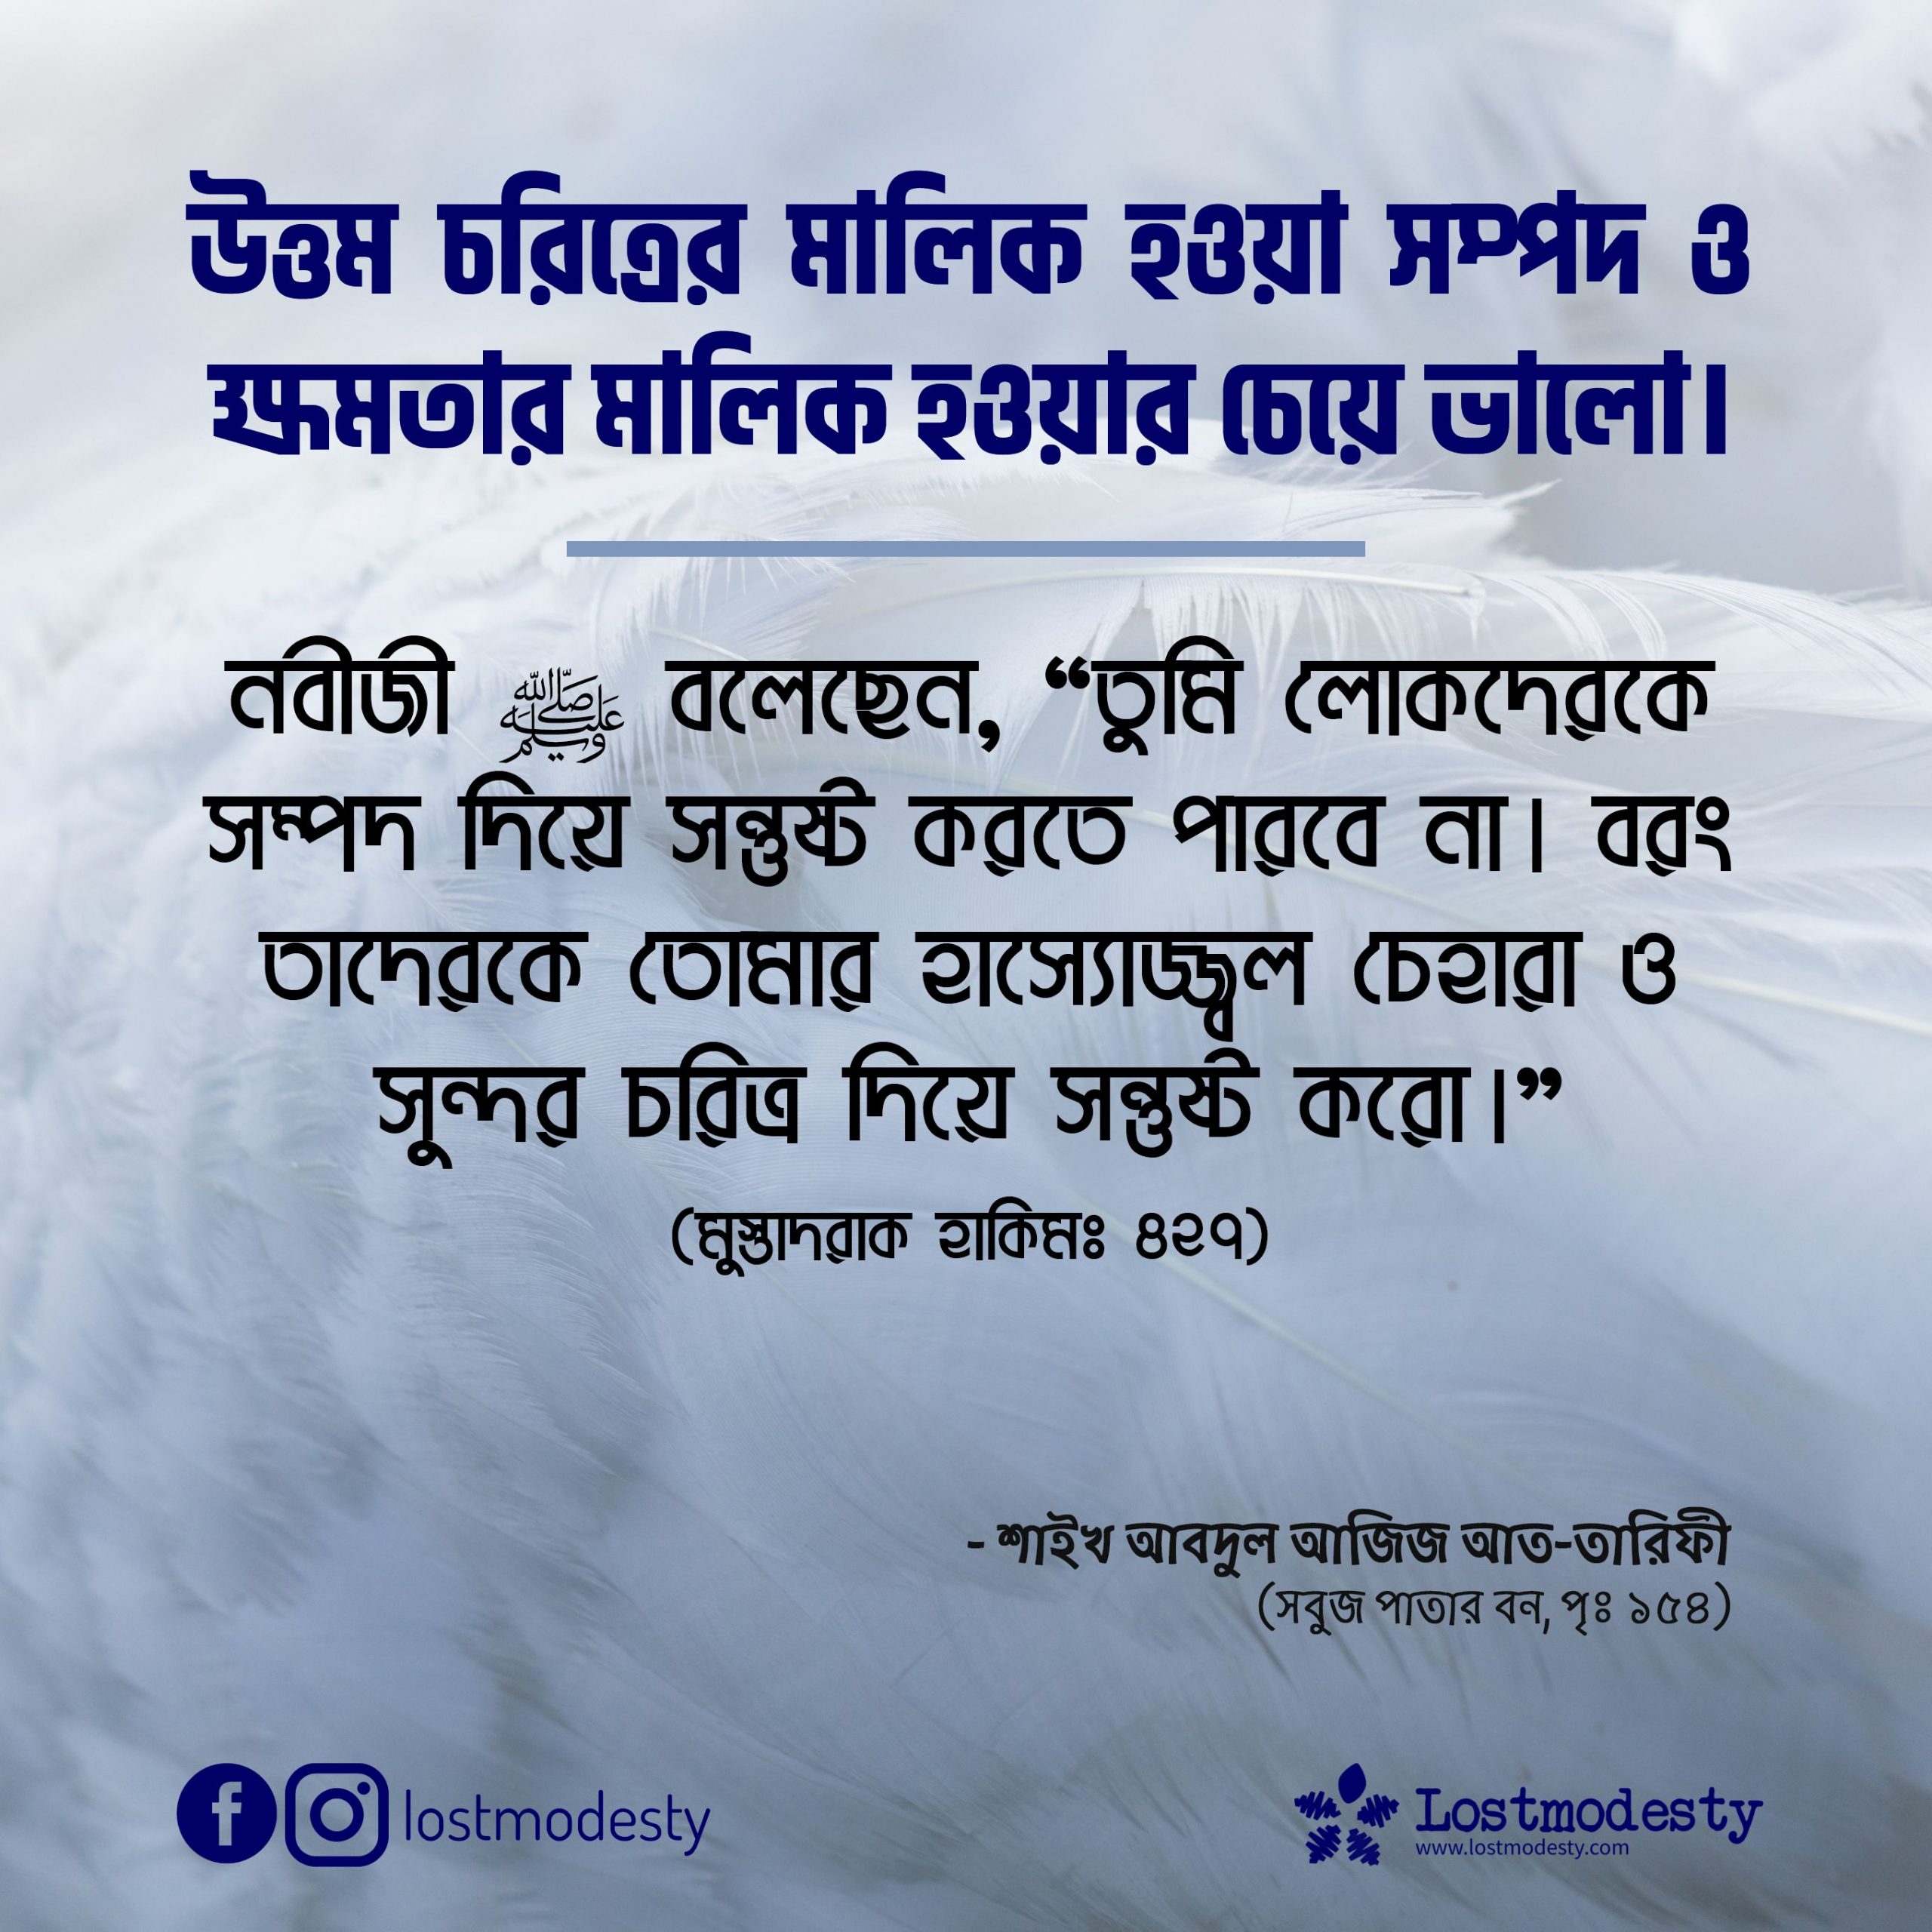 উত্তম চরিত্রের মালিক হওয়া সম্পদ ও
ক্ষমতার মালিক হওয়ার চেয়ে ভালো।
নবীজী ﷺ বলেছেন, “তুমি লোকদেরকে
সম্পদ দিয়ে সন্তুষ্ট করতে পারবে না। বরং
তাদেরকে তোমার হাস্যোজ্জ্বল চেহারা ও
সুন্দর চরিত্র দিয়ে সন্তুষ্ট করো।”
(মুস্তাদরাক হাকিমঃ ৪২৭)
- শাইখ আবদুল আজিজ আত-তারিফী
(সবুজ পাতার বন, পৃঃ ১৫৪)
lostmodesty
Lostmodesty
www.lostmodesty.com